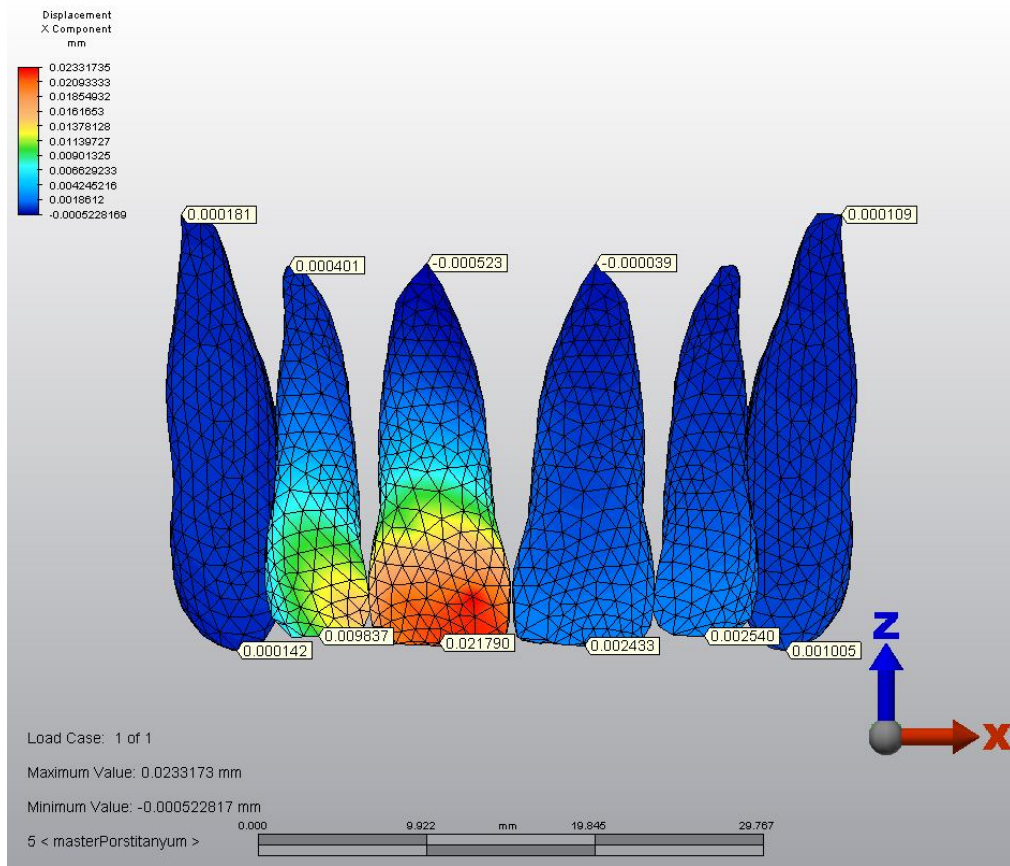 Displacement
X Component
mm
0.02331735
0.02093333
0.01854932
0.0161653
0.01378128
0.01139727
0.00901325
0.006629233
0.004245216
0.0018612
-0.0005228169
0.000181
0.000109
0.000401
-0.000523
-0.000039
0.009837
0.021790
0.002433
0.002540
0.000142
0.001005
Z
X
Load Case: 1 of 1
Maximum Value: 0.0233173 mm
Minimum Value: -0.000522817 mm
0.000 9.922 mm 19.845 29.767
5 < masterPorstitanyum >